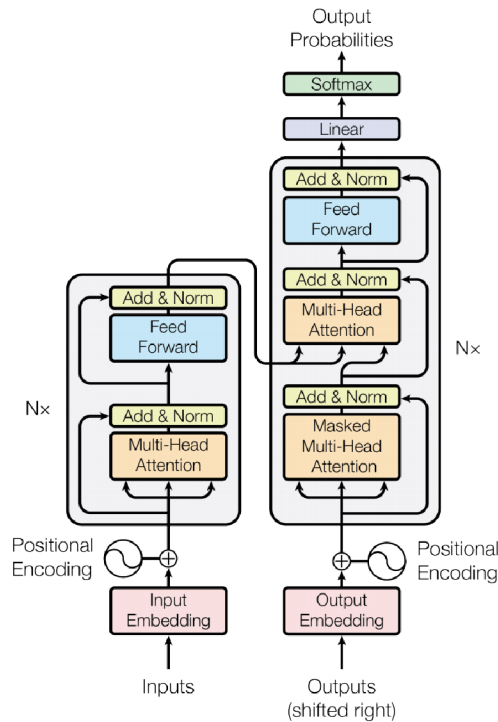 Output
Probabilities
Softmax
Linear
Add & Norm
Feed
Forward
Add & Norm
Multi-Head
Attention
Add & Norm
Masked
Multi-Head
Attention
N×
Add & Norm
Feed
Forward
Add & Norm
Multi-Head
Attention
N×
Positional
Encoding
Positional
Encoding
Input
Embedding
Output
Embedding
Inputs
Outputs
(shifted right)